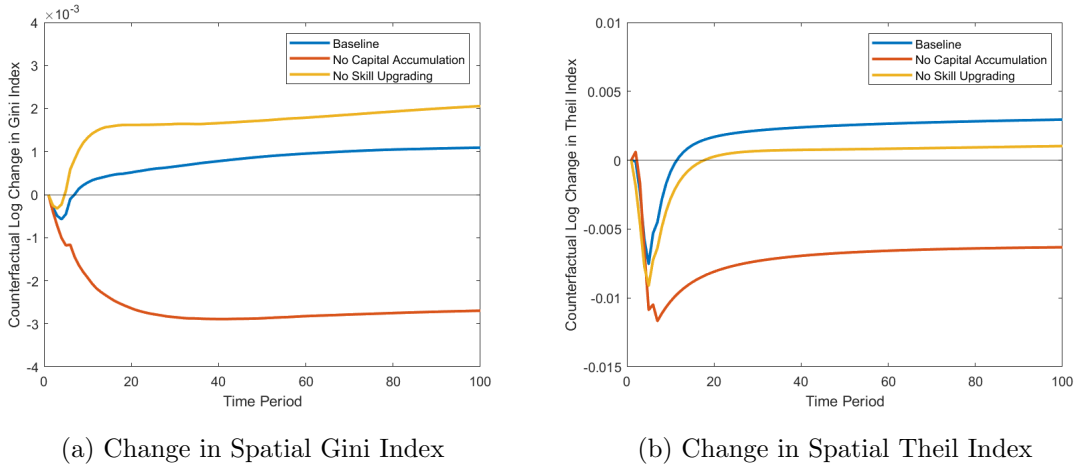 ×10⁻³
4
3
2
1
0
-1
-2
-3
-4
0
20
40
60
80
100
Counterfactual Log Change in Gini Index
Time Period
Baseline
No Capital Accumulation
No Skill Upgrading
(a) Change in Spatial Gini Index
0.01
0.005
0
-0.005
-0.01
-0.015
0
20
40
60
80
100
Counterfactual Log Change in Theil Index
Time Period
Baseline
No Capital Accumulation
No Skill Upgrading
(b) Change in Spatial Theil Index